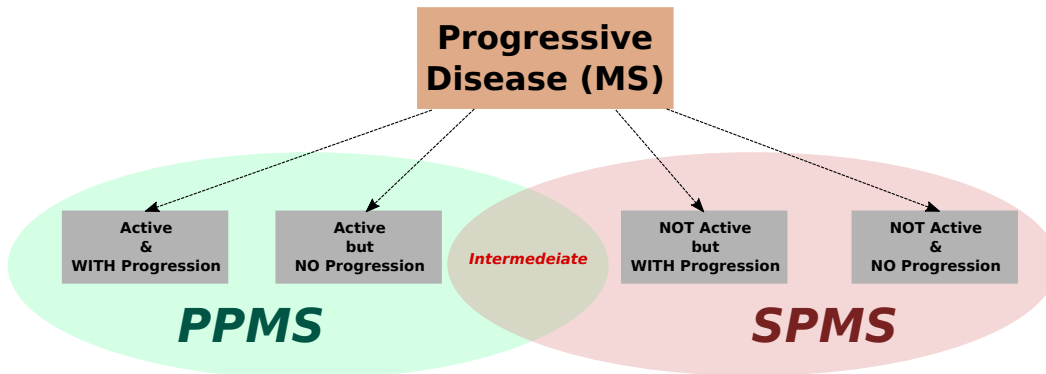 Progressive
Disease (MS)
Active
&
WITH Progression
Active
but
NO Progression
Intermedeiate
NOT Active
but
WITH Progression
NOT Active
&
NO Progression
PPMS
SPMS